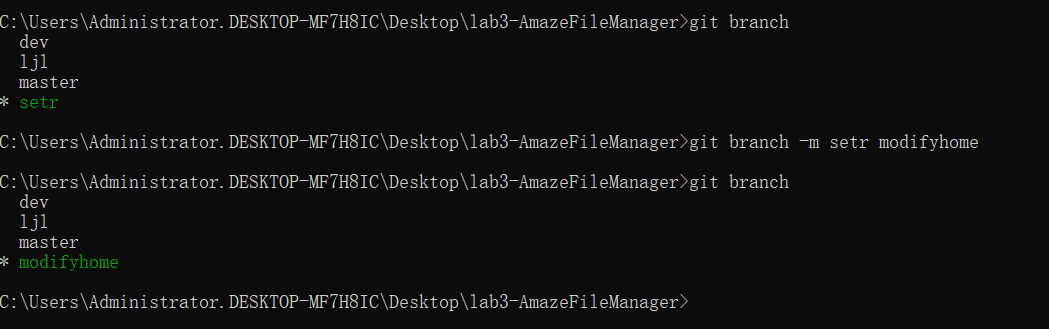 C:\Users\Administrator.DESKTOP-MF7H8IC\Desktop\lab3-AmazeFileManager>git branch
  dev
  ljl
  master
* setr
C:\Users\Administrator.DESKTOP-MF7H8IC\Desktop\lab3-AmazeFileManager>git branch -m setr modifyhome
C:\Users\Administrator.DESKTOP-MF7H8IC\Desktop\lab3-AmazeFileManager>git branch
  dev
  ljl
  master
* modifyhome
C:\Users\Administrator.DESKTOP-MF7H8IC\Desktop\lab3-AmazeFileManager>